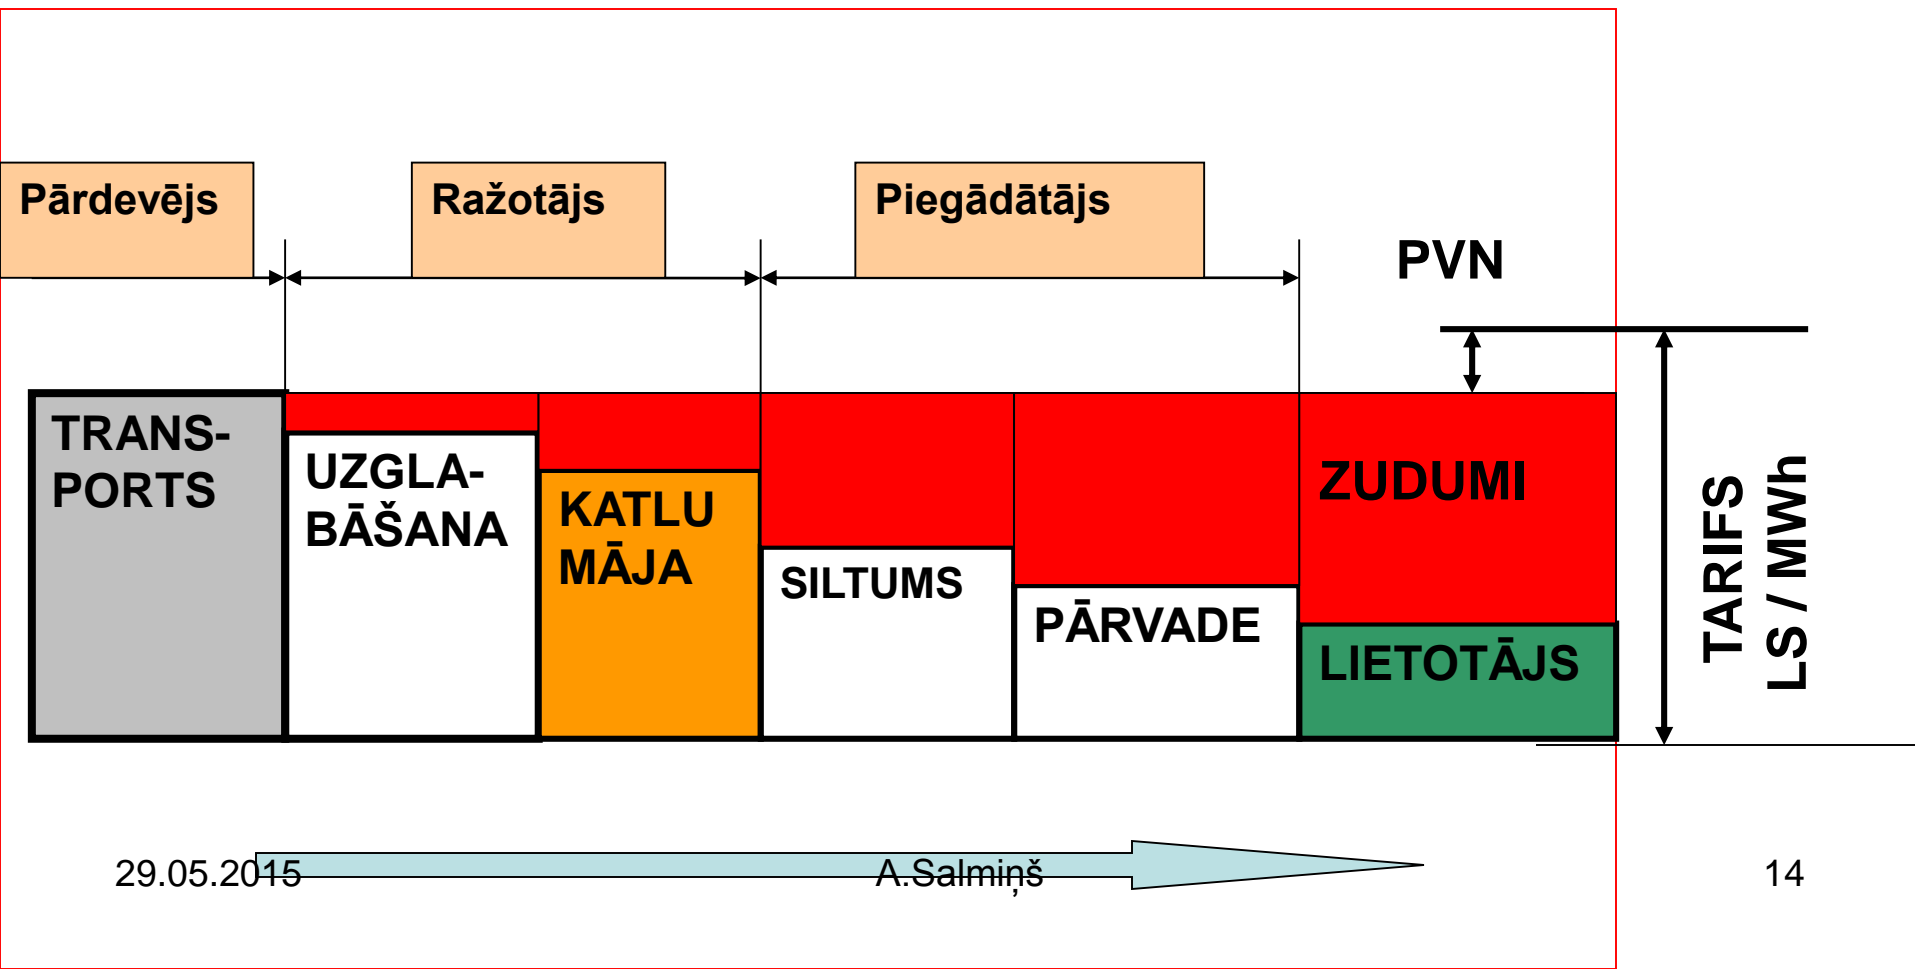 Pārdevējs
Ražotājs
Piegādātājs
PVN
TRANS-
PORTS
UZGLA-
BĀŠANA
KATLU
MĀJA
SILTUMS
PĀRVADE
ZUDUMI
LIETOTĀJS
TARIFS
LS / MWh
29.05.2015
A.Salmiņš
14